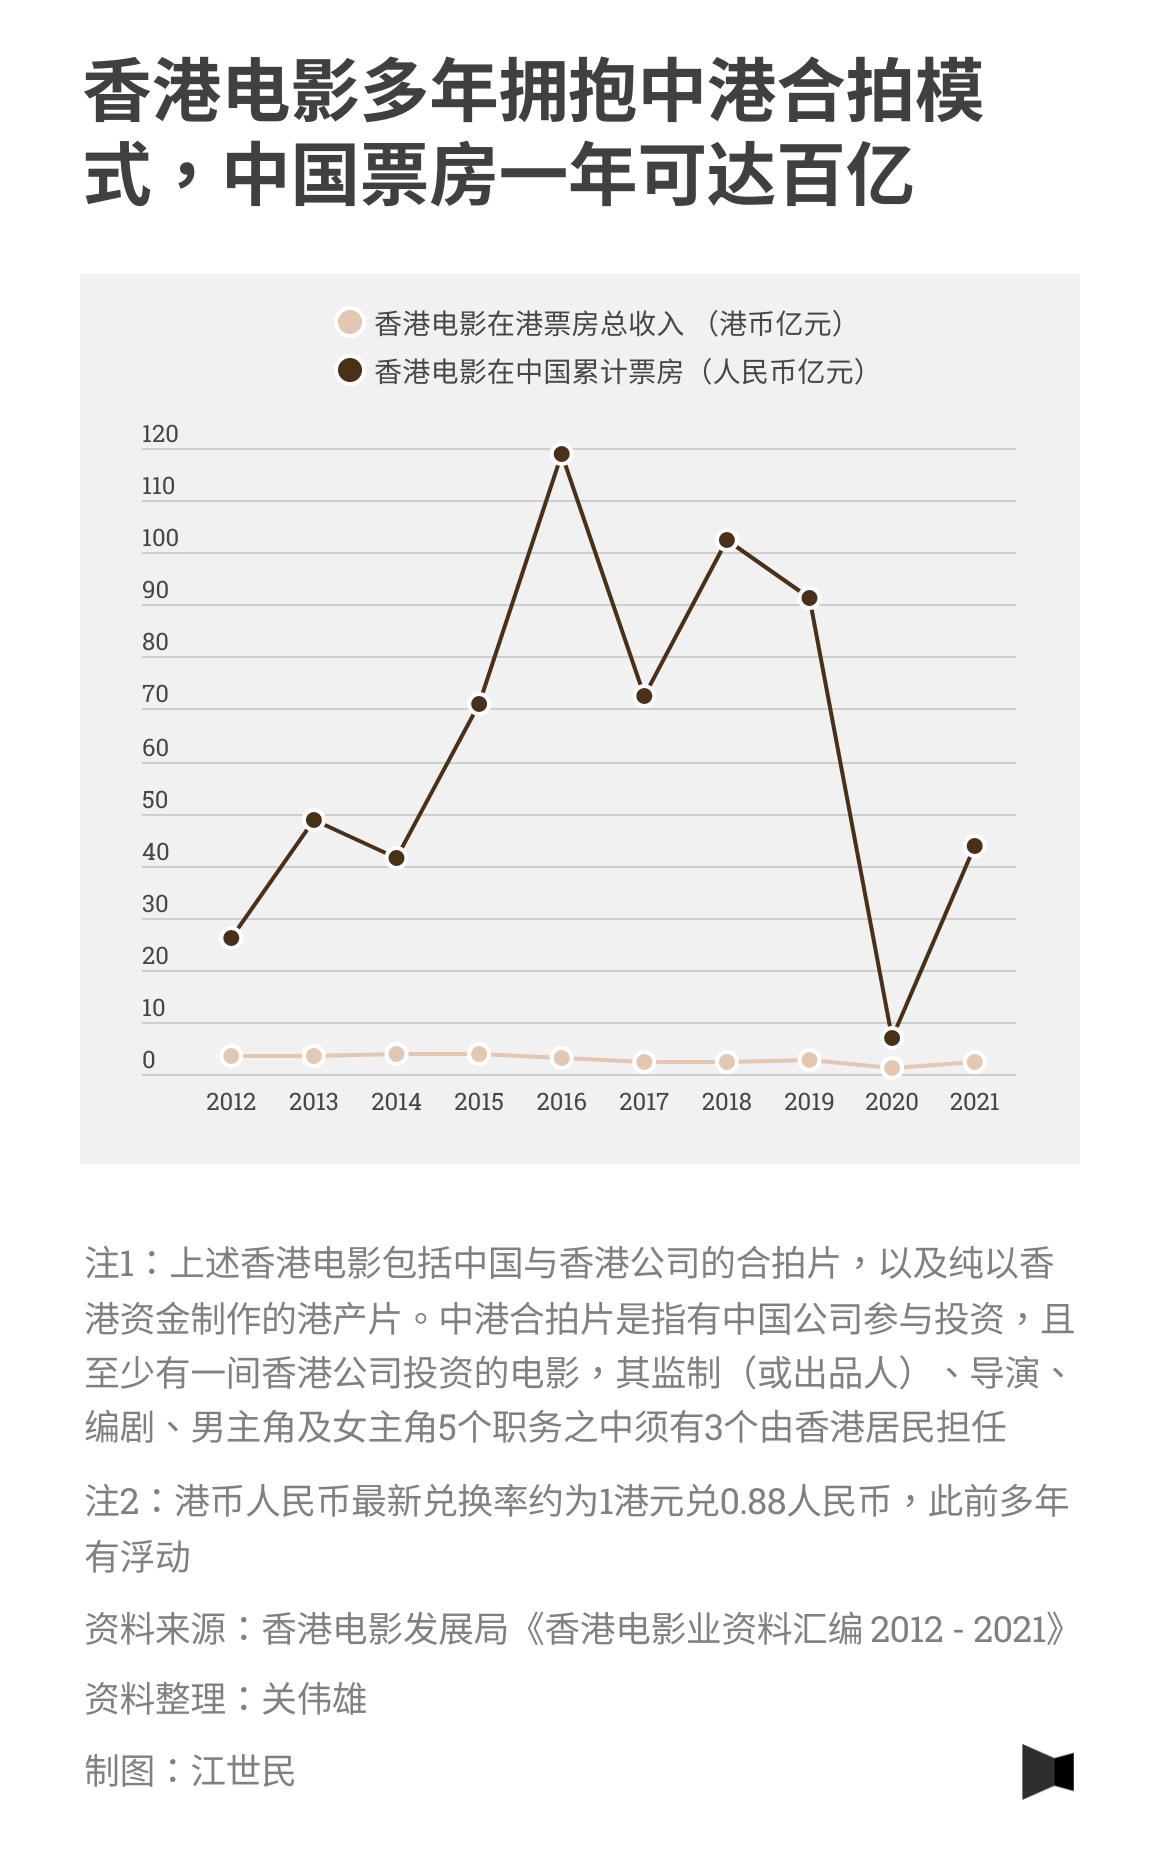 香港电影多年拥抱中港合拍模
式，中国票房一年可达百亿
香港电影在港票房总收入 （港币亿元）
香港电影在中国累计票房（人民币亿元）
120
110
100
90
80
70
60
50
40
30
20
10
0
2012 2013 2014 2015 2016 2017 2018 2019 2020 2021
注1：上述香港电影包括中国与香港公司的合拍片，以及纯以香
港资金制作的港产片。中港合拍片是指有中国公司参与投资，且
至少有一间香港公司投资的电影，其监制（或出品人）、导演、
编剧、男主角及女主角5个职务之中须有3个由香港居民担任
注2：港币人民币最新兑换率约为1港元兑0.88人民币，此前多年
有浮动
资料来源：香港电影发展局《香港电影业资料汇编 2012 - 2021》
资料整理：关伟雄
制图：江世民